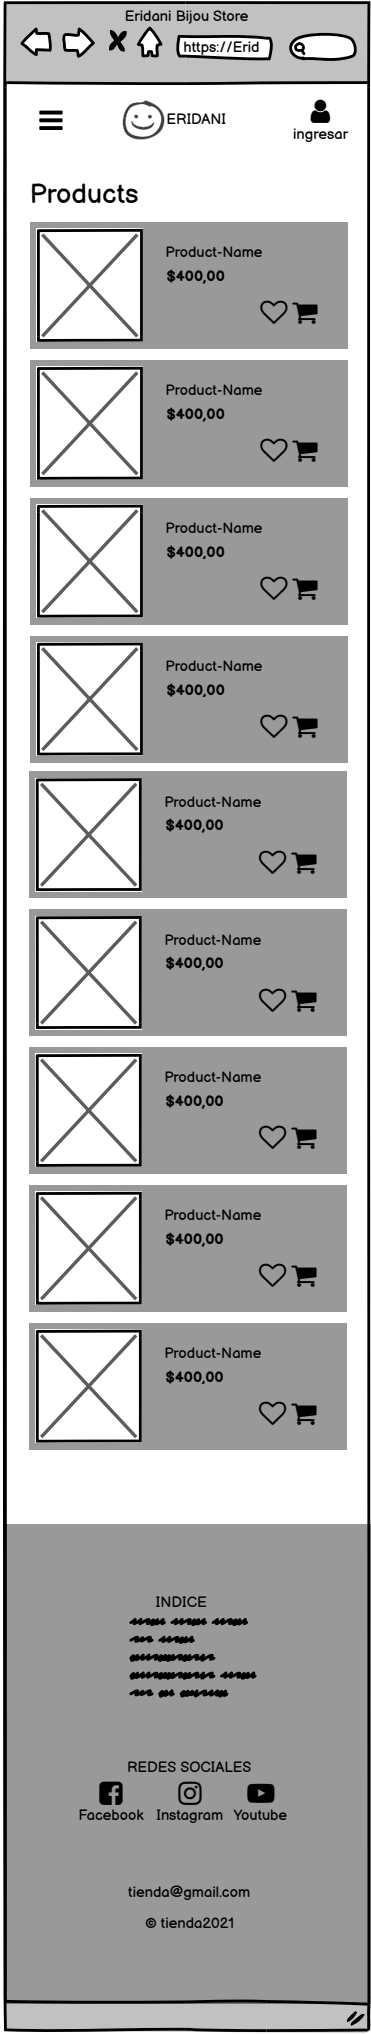 Eridani Bijou Store
https://Erid
ERIDANI
ingresar
Products
Product-Name
$400,00
Product-Name
$400,00
Product-Name
$400,00
Product-Name
$400,00
Product-Name
$400,00
Product-Name
$400,00
Product-Name
$400,00
Product-Name
$400,00
Product-Name
$400,00
INDICE
REDES SOCIALES
Facebook Instagram Youtube
tienda@gmail.com
© tienda2021